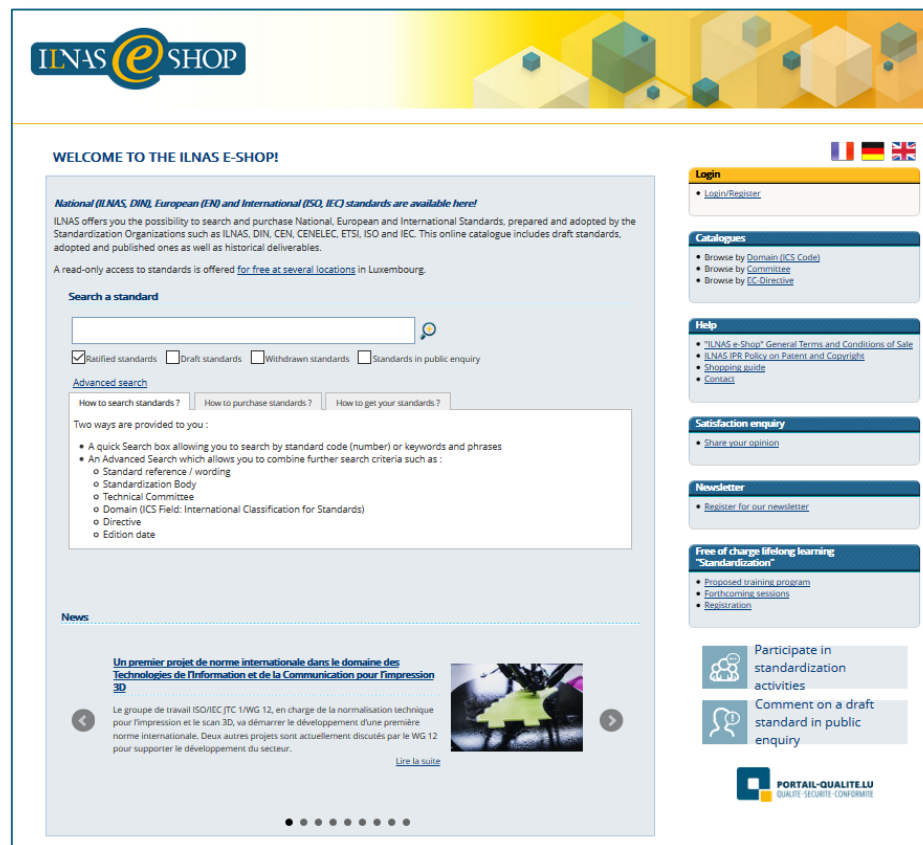 ILNAS e SHOP
WELCOME TO THE ILNAS E-SHOP!
National (ILNAS, DIN), European (EN) and International (ISO, IEC) standards are available here!
ILNAS offers you the possibility to search and purchase National, European and International Standards, prepared and adopted by the
Standardization Organizations such as ILNAS, DIN, CEN, CENELEC, ETSI, ISO and IEC. This online catalogue includes draft standards,
adopted and published ones as well as historical deliverables.
A read-only access to standards is offered for free at several locations in Luxembourg.
Search a standard
Ratified standards Draft standards Withdrawn standards Standards in public enquiry
Advanced search
How to search standards ? How to purchase standards ? How to get your standards ?
Two ways are provided to you :
• A quick Search box allowing you to search by standard code (number) or keywords and phrases
• An Advanced Search which allows you to combine further search criteria such as :
o Standard reference / wording
o Standardization Body
o Technical Committee
o Domain (ICS Field: International Classification for Standards)
o Directive
o Edition date
News
Un premier projet de norme internationale dans le domaine des
Technologies de l'Information et de la Communication pour l'impression
3D
Le groupe de travail ISO/IEC JTC 1/WG 12, en charge de la normalisation technique
pour l'impression et le scan 3D, va démarrer le développement d'une première
norme internationale. Deux autres projets sont actuellement discutés par le WG 12
pour supporter le développement du secteur.
Lire la suite
Login
• Login/Register
Catalogues
• Browse by Domain (ICS Code)
• Browse by Committee
• Browse by EC-Directive
Help
• "ILNAS e-Shop" General Terms and Conditions of Sale
• ILNAS IPR Policy on Patent and Copyright
• Shopping guide
• Contact
Satisfaction enquiry
• Share your opinion
Newsletter
• Register for our newsletter
Free of charge lifelong learning
"Standardization"
• Proposed training program
• Forthcoming sessions
• Registration
Participate in
standardization
activities
Comment on a draft
standard in public
enquiry
PORTAIL-QUALITE.LU
QUALITE-SECURITE-CONFORMITE